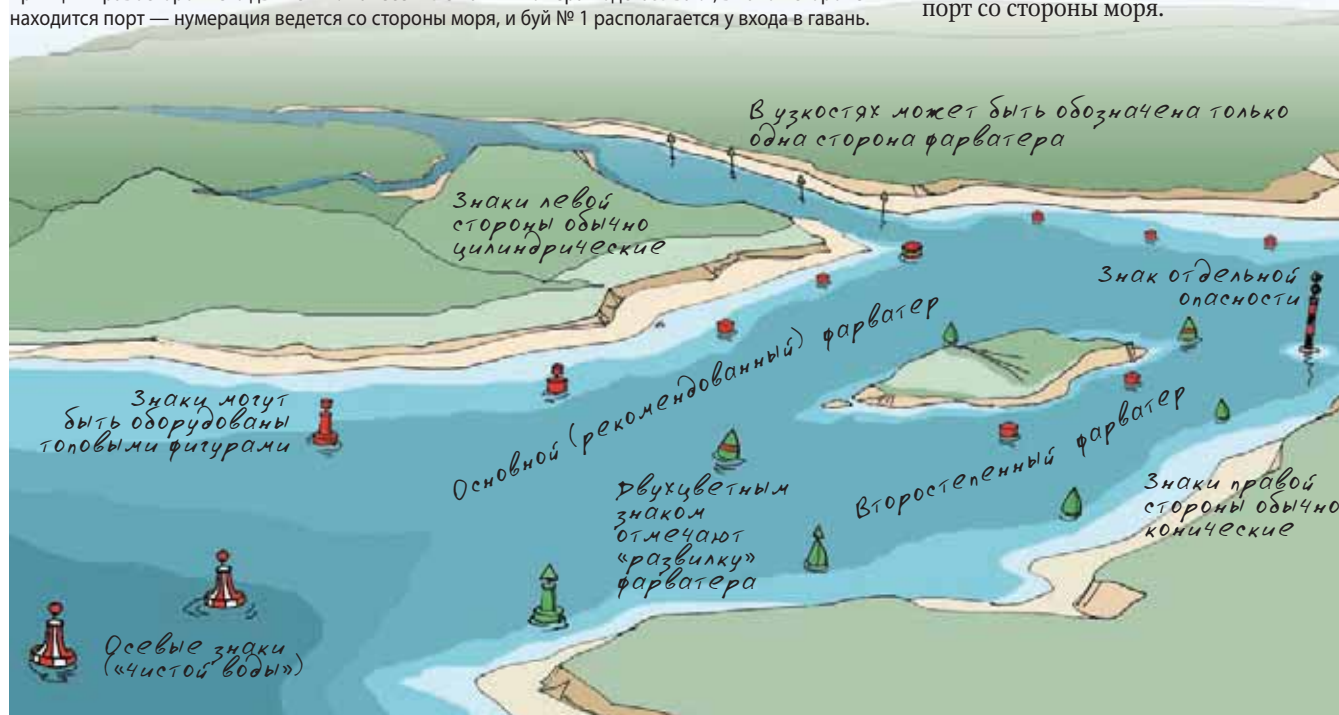 находится порт — нумерация ведется со стороны моря, и буй № 1 располагается у входа в гавань.
порт со стороны моря.
В узкостях может быть обозначена только
одна сторона фарватера
Знаки левой
стороны обычно
цилиндрические
Знак отдельной
опасности
Основной (рекомендованный) фарватер
Знаки могут
быть оборудованы
топовыми фигурами
Второстепенный фарватер
Двухцветным
знаком
отмечают
«развилку»
фарватера
Знаки правой
стороны обычно
конические
Осевые знаки
(«чистой воды»)